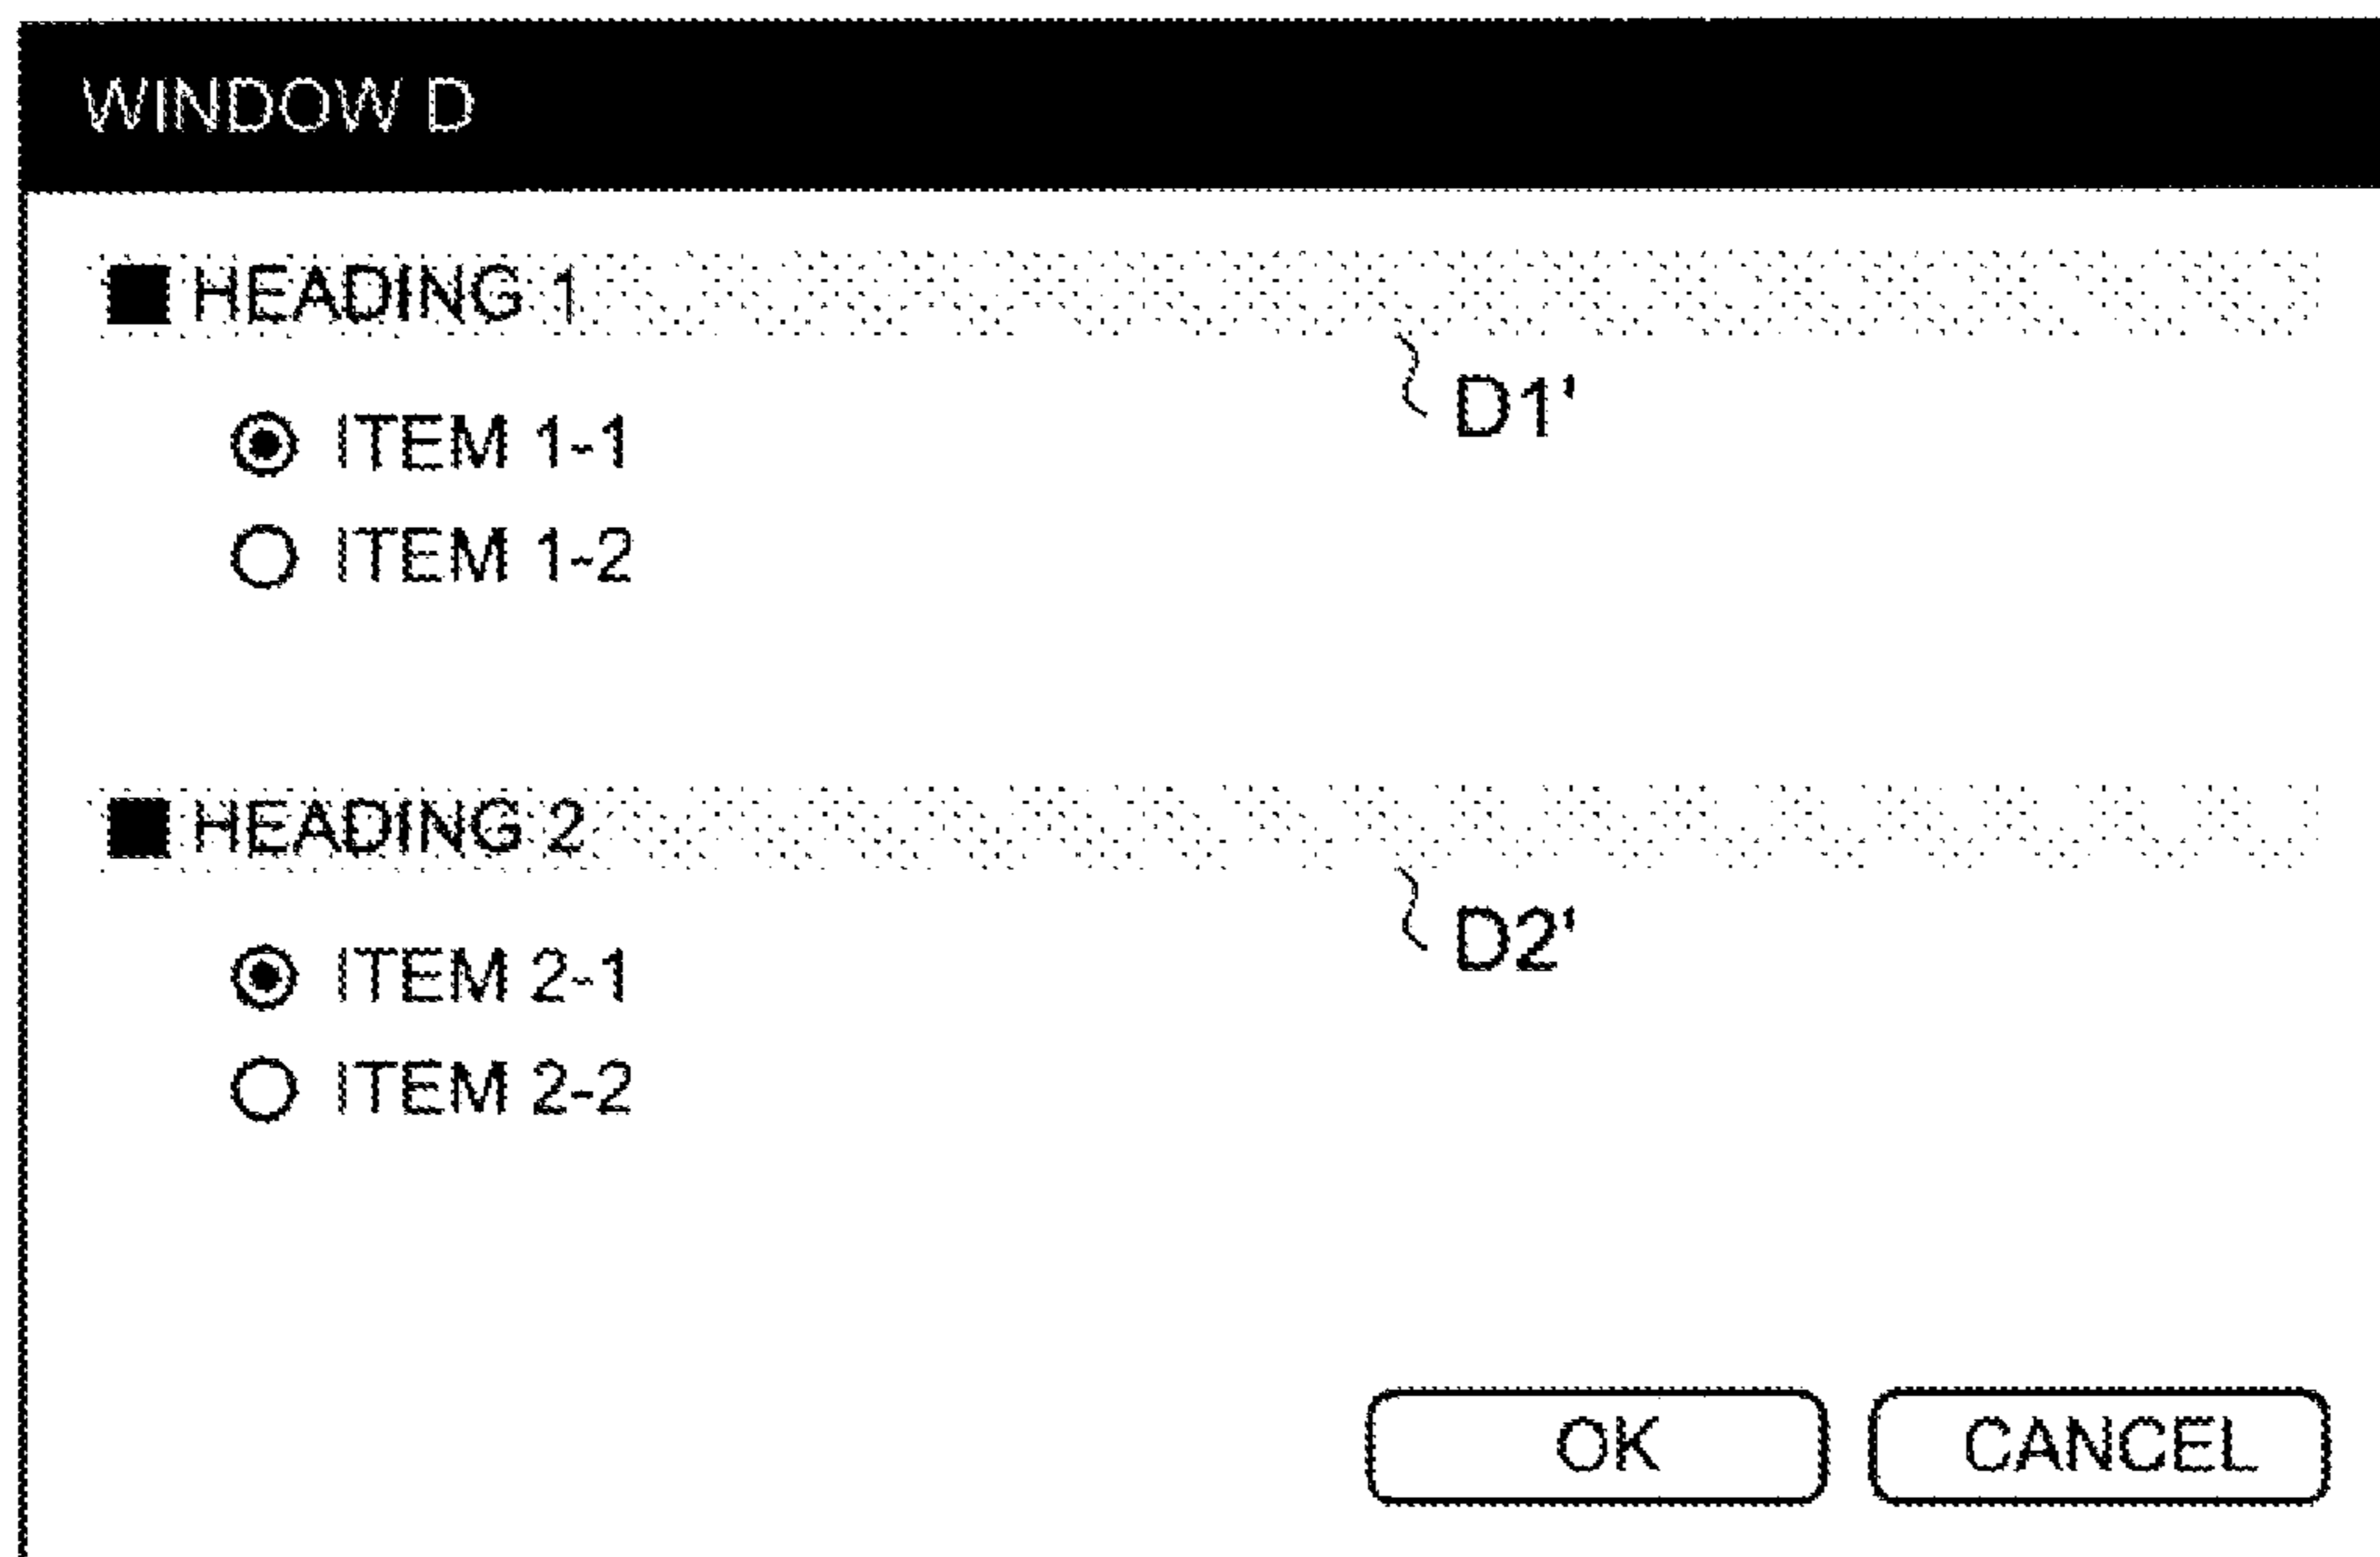 WINDOW D
HEADING 1
D1'
ITEM 1-1
ITEM 1-2
HEADING 2
D2'
ITEM 2-1
ITEM 2-2
OK CANCEL